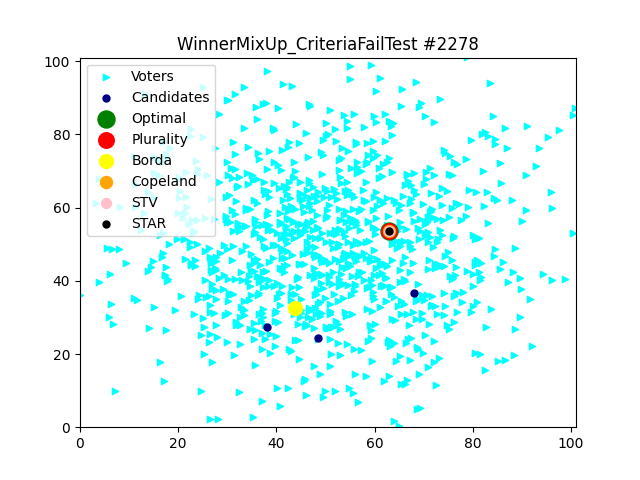 WinnerMixUp_CriteriaFailTest #2278
100
80
60
40
20
0
Voters
Candidates
Optimal
Plurality
Borda
Copeland
STV
STAR
0 20 40 60 80 100